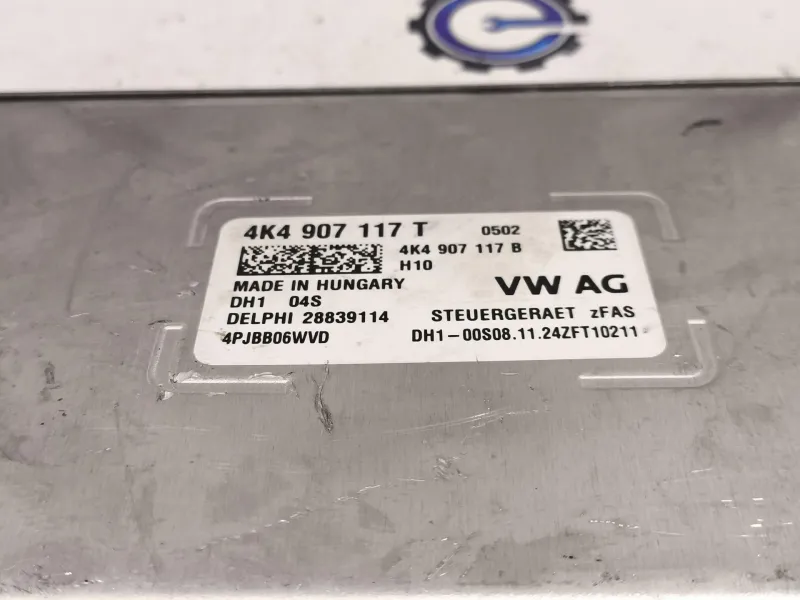 4K4 907 117 T 0502
4K4 907 117 B
H10
MADE IN HUNGARY
VW AG
DH1 04S
DELPHI 28839114 STEUERGERAET zFAS
4PJBB06WVD DH1-00S08.11.24ZFT10211